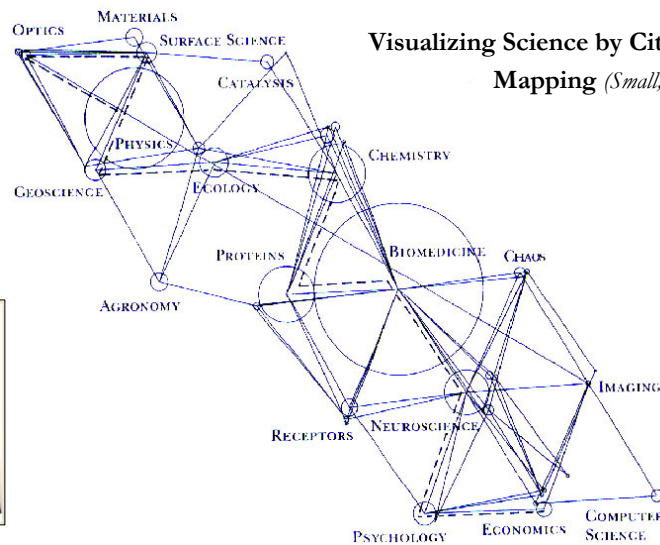 Visualizing Science by Cit
Mapping (Small,
OPTICS
MATERIALS
SURFACE SCIENCE
CATALYSIS
PHYSICS
CHEMISTRY
GEOSCIENCE
ECOLOGY
PROTEINS
BIOMEDICINE
CHAOS
AGRONOMY
IMAGING
RECEPTORS
NEUROSCIENCE
PSYCHOLOGY
ECONOMICS
COMPUTER
SCIENCE